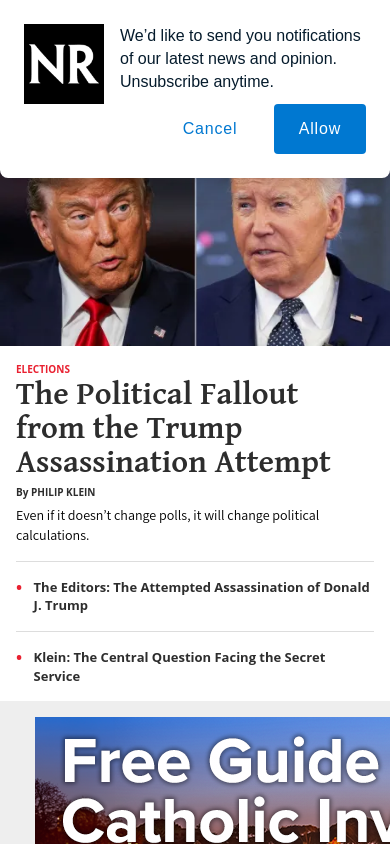 NR
We’d like to send you notifications
of our latest news and opinion.
Unsubscribe anytime.
Cancel
Allow
ELECTIONS
The Political Fallout
from the Trump
Assassination Attempt
By PHILIP KLEIN
Even if it doesn’t change polls, it will change political
calculations.
The Editors: The Attempted Assassination of Donald
J. Trump
Klein: The Central Question Facing the Secret
Service
Free Guide
Catholic Inv